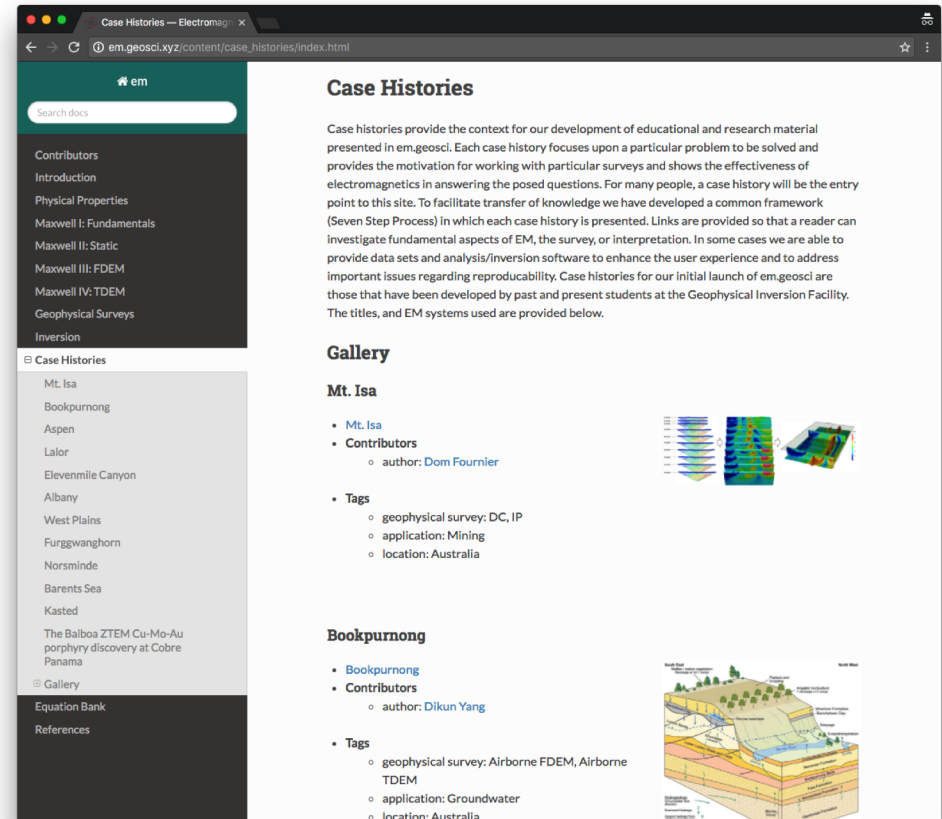 Case Histories — Electromagn
em.geosci.xyz/content/case_histories/index.html
em
Search docs
Contributors
Introduction
Physical Properties
Maxwell I: Fundamentals
Maxwell II: Static
Maxwell III: FDEM
Maxwell IV: TDEM
Geophysical Surveys
Inversion
Case Histories
Mt. Isa
Bookpurnong
Aspen
Lalor
Elevenmile Canyon
Albany
West Plains
Furggwanghorn
Norsminde
Barents Sea
Kasted
The Balboa ZTEM Cu-Mo-Au
porphyry discovery at Cobre
Panama
Gallery
Equation Bank
References
Case Histories
Case histories provide the context for our development of educational and research material
presented in em.geosci. Each case history focuses upon a particular problem to be solved and
provides the motivation for working with particular surveys and shows the effectiveness of
electromagnetics in answering the posed questions. For many people, a case history will be the entry
point to this site. To facilitate transfer of knowledge we have developed a common framework
(Seven Step Process) in which each case history is presented. Links are provided so that a reader can
investigate fundamental aspects of EM, the survey, or interpretation. In some cases we are able to
provide data sets and analysis/inversion software to enhance the user experience and to address
important issues regarding reproducability. Case histories for our initial launch of em.geosci are
those that have been developed by past and present students at the Geophysical Inversion Facility.
The titles, and EM systems used are provided below.
Gallery
Mt. Isa
Mt. Isa
Contributors
author: Dom Fournier
Tags
geophysical survey: DC, IP
application: Mining
location: Australia
Bookpurnong
Bookpurnong
Contributors
author: Dikun Yang
Tags
geophysical survey: Airborne FDEM, Airborne
TDEM
application: Groundwater
location: Australia
South East
North West